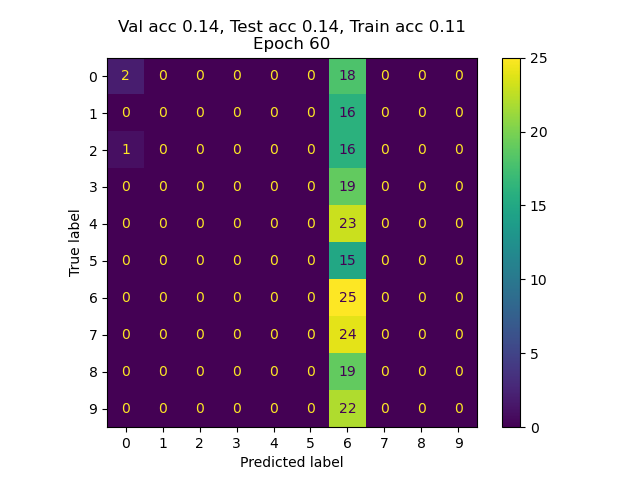 Val acc 0.14, Test acc 0.14, Train acc 0.11
Epoch 60
0 2 0 0 0 0 0 18 0 0 0
1 0 0 0 0 0 0 16 0 0 0
2 1 0 0 0 0 0 16 0 0 0
3 0 0 0 0 0 0 19 0 0 0
4 0 0 0 0 0 0 23 0 0 0
5 0 0 0 0 0 0 15 0 0 0
6 0 0 0 0 0 0 25 0 0 0
7 0 0 0 0 0 0 24 0 0 0
8 0 0 0 0 0 0 19 0 0 0
9 0 0 0 0 0 0 22 0 0 0
0 1 2 3 4 5 6 7 8 9
Predicted label
True label
25
20
15
10
5
0